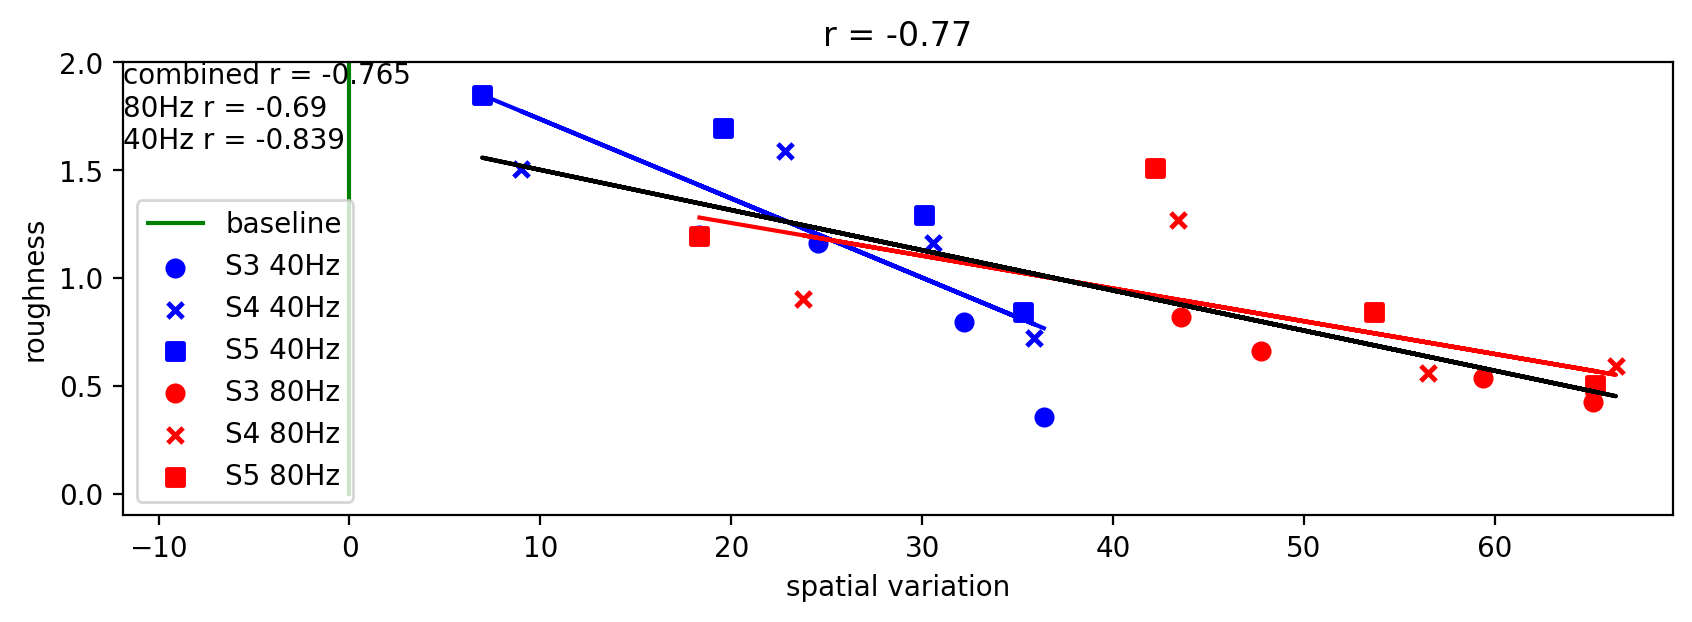 r = -0.77
combined r = -0.765
80Hz r = -0.69
40Hz r = -0.839
baseline
S3 40Hz
S4 40Hz
S5 40Hz
S3 80Hz
S4 80Hz
S5 80Hz
2.0
1.5
1.0
0.5
0.0
roughness
−10 0 10 20 30 40 50 60
spatial variation